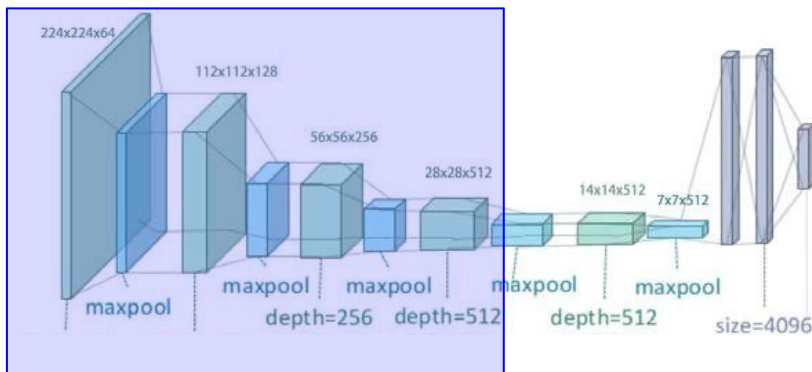 224x224x64
112x112x128
56x56x256
28x28x512
14x14x512
7x7x512
maxpool
maxpool
maxpool
maxpool
maxpool
depth=256
depth=512
depth=512
size=4096